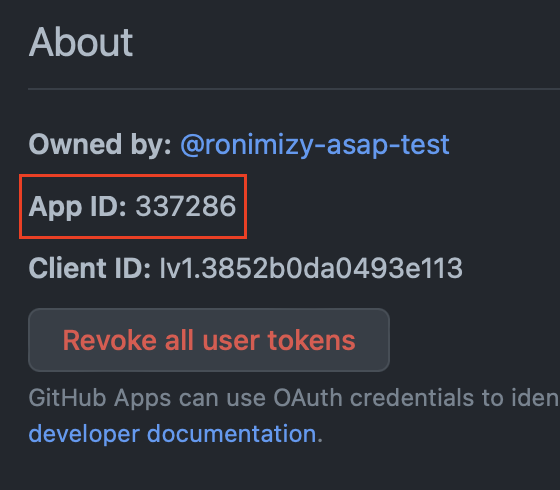 About
Owned by: @ronimizy-asap-test
App ID: 337286
Client ID: Iv1.3852b0da0493e113
Revoke all user tokens
GitHub Apps can use OAuth credentials to iden
developer documentation.